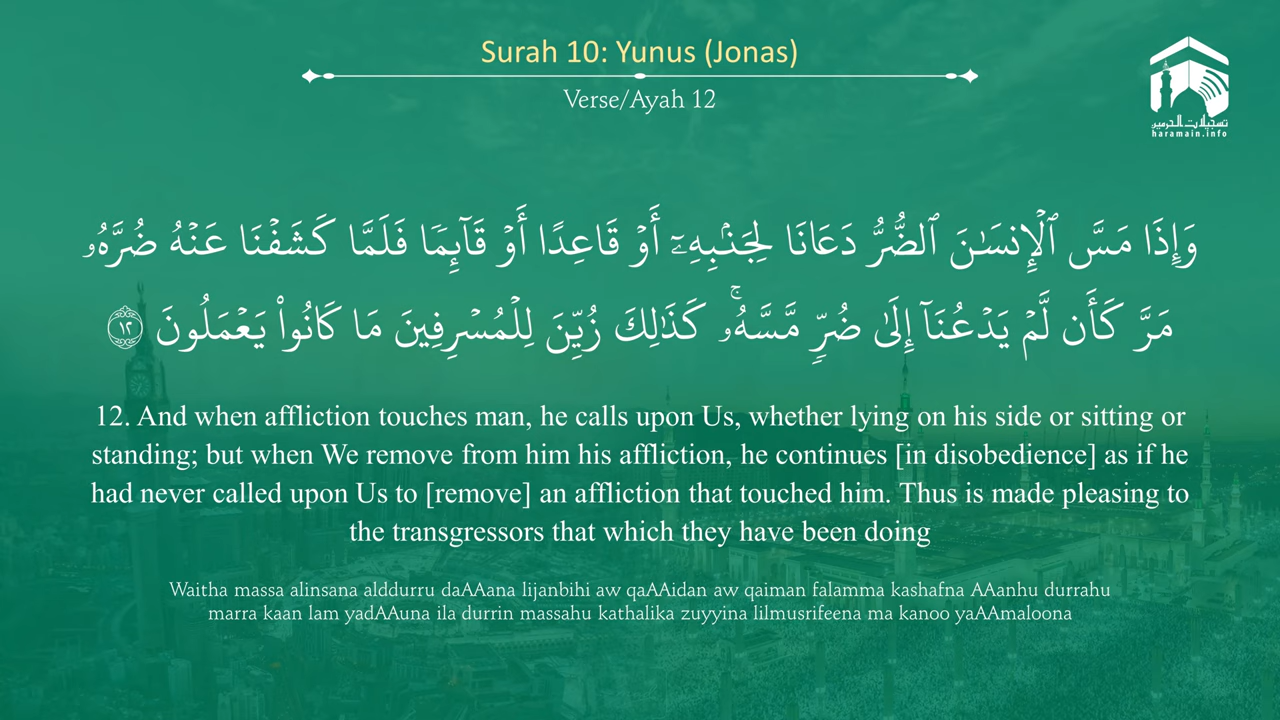 Surah 10: Yunus (Jonas)
Verse/Ayah 12
تسجيلات الحرمين
haramain.info
وَإِذَا مَسَّ ٱلْإِنسَٰنَ ٱلضُّرُّ دَعَانَا لِجَنۢبِهِۦٓ أَوْ قَاعِدًا أَوْ قَآئِمًا فَلَمَّا كَشَفْنَا عَنْهُ ضُرَّهُۥ
مَرَّ كَأَن لَّمْ يَدْعُنَآ إِلَىٰ ضُرٍّ مَّسَّهُۥ ۚ كَذَٰلِكَ زُيِّنَ لِلْمُسْرِفِينَ مَا كَانُوا۟ يَعْمَلُونَ ١٢
12. And when affliction touches man, he calls upon Us, whether lying on his side or sitting or
standing; but when We remove from him his affliction, he continues [in disobedience] as if he
had never called upon Us to [remove] an affliction that touched him. Thus is made pleasing to
the transgressors that which they have been doing
Waitha massa alinsana alddurru daAAana lijanbihi aw qaAAidan aw qaiman falamma kashafna AAanhu durrahu
marra kaan lam yadAAuna ila durrin massahu kathalika zuyyina lilmusrifeena ma kanoo yaAAmaloona